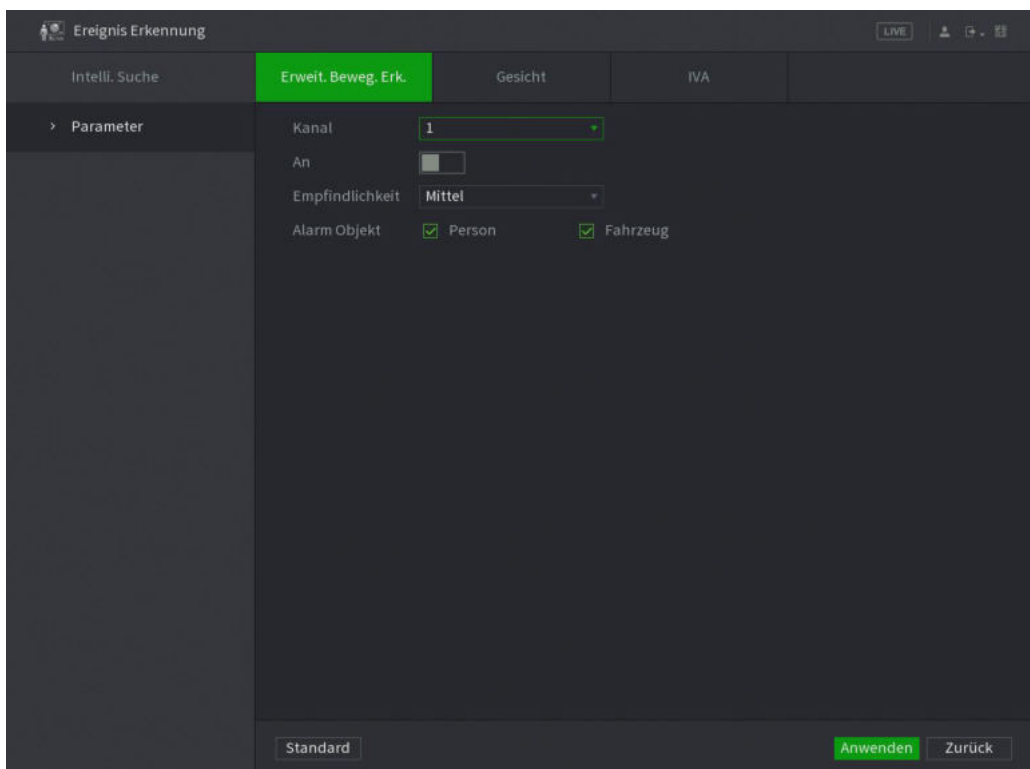 Ereignis Erkennung
LIVE
Intelli. Suche
Erweit. Beweg. Erk.
Gesicht
IVA
> Parameter
Kanal 1
An
Empfindlichkeit Mittel
Alarm Objekt Person Fahrzeug
Standard
Anwenden
Zurück